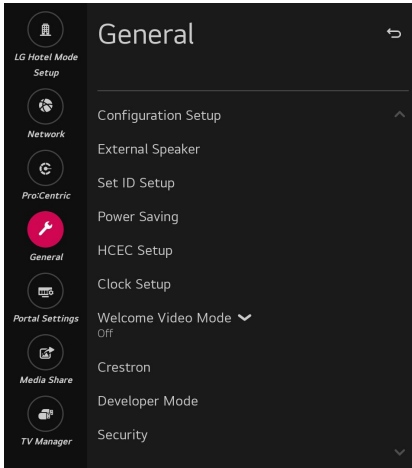 LG Hotel Mode
Setup
Network
Pro:Centric
General
Portal Settings
Media Share
TV Manager
General
Configuration Setup
External Speaker
Set ID Setup
Power Saving
HCEC Setup
Clock Setup
Welcome Video Mode
Off
Crestron
Developer Mode
Security